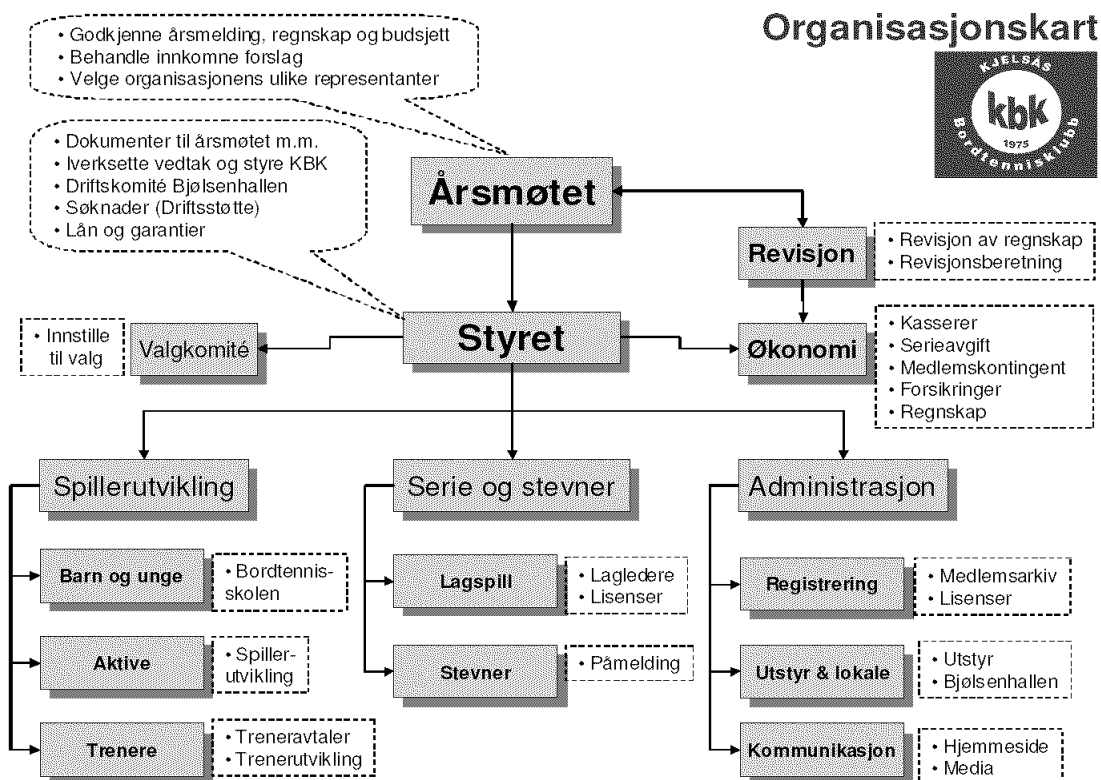 Organisasjonskart
KJELSÅS
kbk
1975
Bordtennisklubb
• Godkjenne årsmelding, regnskap og budsjett
• Behandle innkomne forslag
• Velge organisasjonens ulike representanter
• Dokumenter til årsmøtet m.m.
• Iverksette vedtak og styre KBK
• Driftskomité Bjølsenhallen
• Søknader (Driftsstøtte)
• Lån og garantier
Årsmøtet
Revisjon
• Revisjon av regnskap
• Revisjonsberetning
• Innstille
til valg
Valgkomité
Styret
Økonomi
• Kasserer
• Serieavgift
• Medlemskontingent
• Forsikringer
• Regnskap
Spillerutvikling
Serie og stevner
Administrasjon
Barn og unge
• Bordtennis-
skolen
Lagspill
• Lagledere
• Lisenser
Registrering
• Medlemsarkiv
• Lisenser
Aktive
• Spiller-
utvikling
Stevner
• Påmelding
Utstyr & lokale
• Utstyr
• Bjølsenhallen
Trenere
• Treneravtaler
• Trenerutvikling
Kommunikasjon
• Hjemmeside
• Media